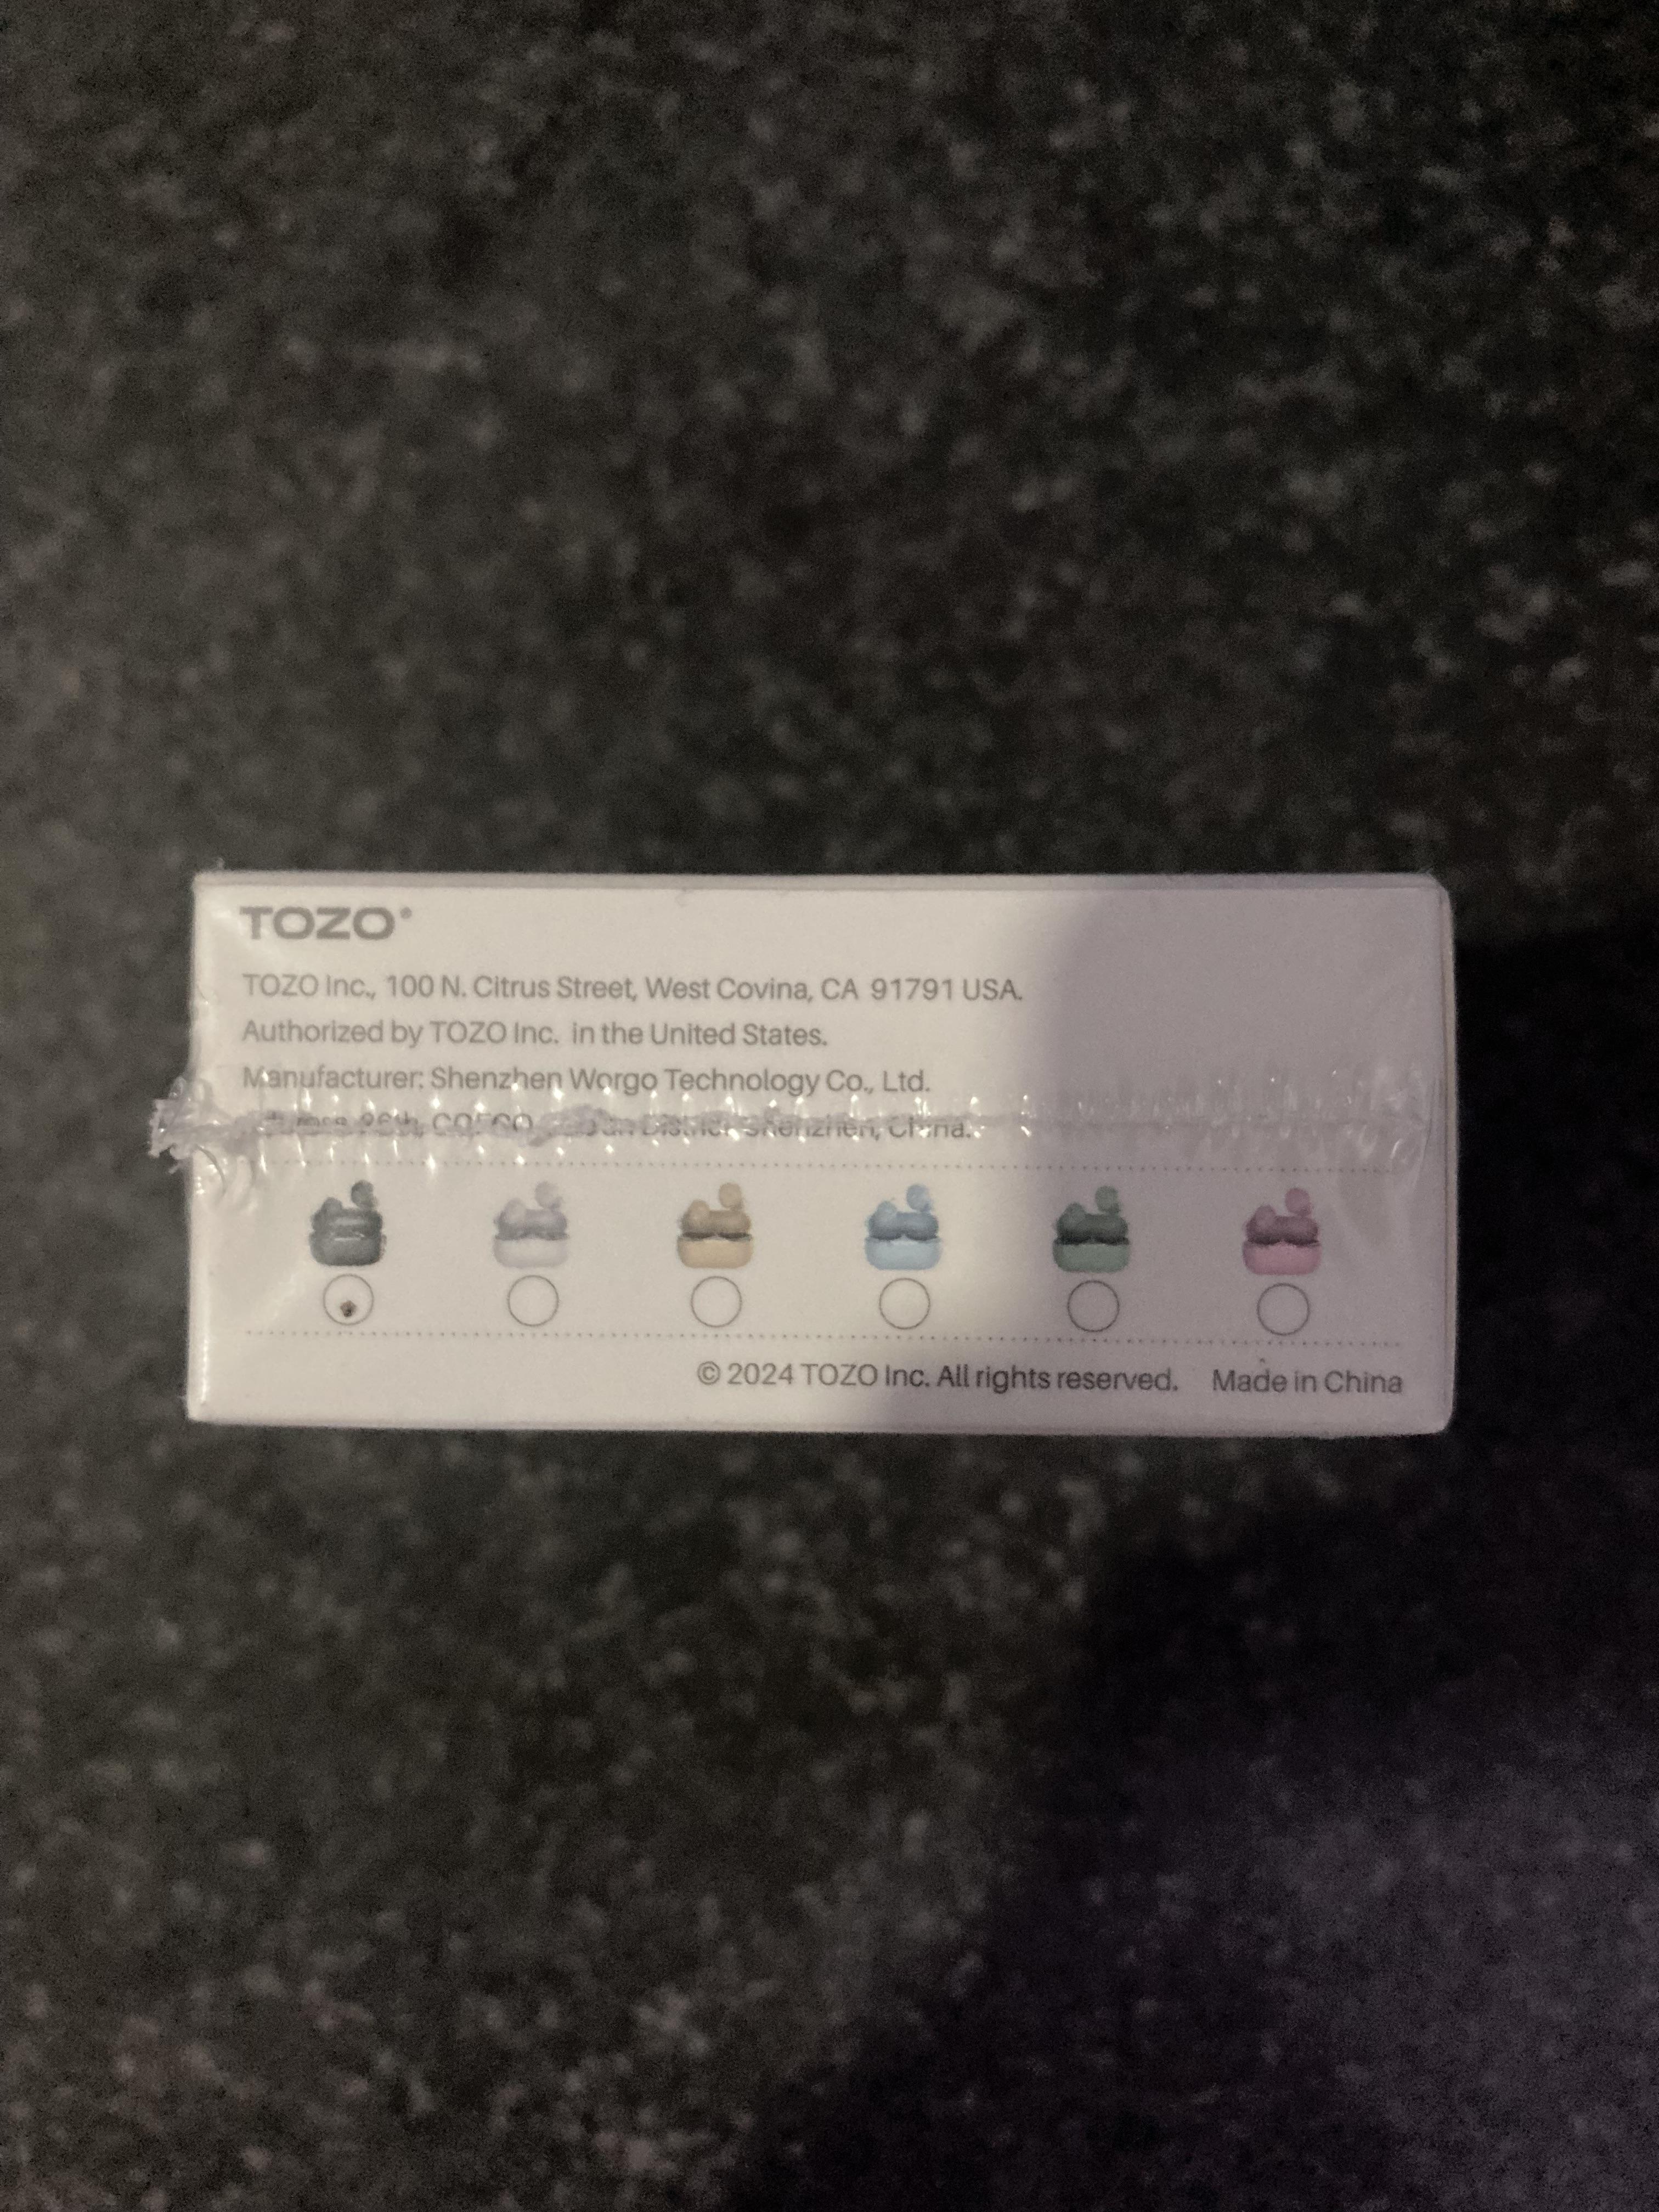 TOZO®
TOZO Inc., 100 N. Citrus Street, West Covina, CA 91791 USA.
Authorized by TOZO Inc. in the United States.
Manufacturer: Shenzhen Worgo Technology Co., Ltd.
District Shenzhen, China.
© 2024 TOZO Inc. All rights reserved. Made in China